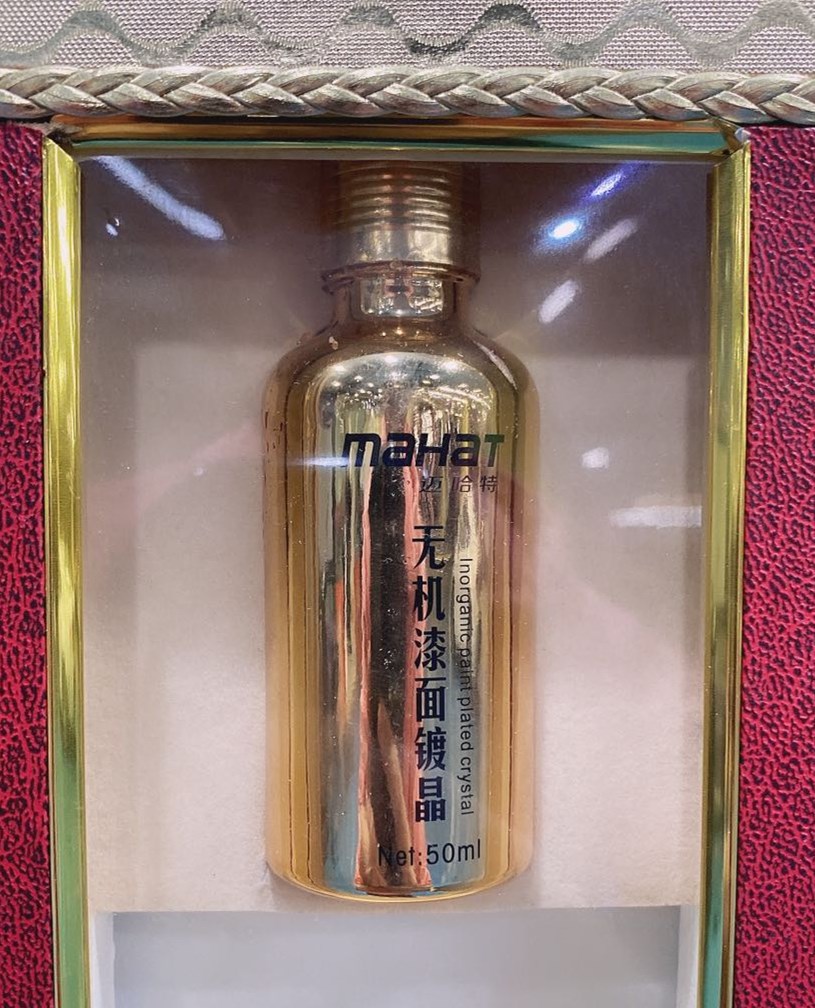 maHaT
迈哈特
无机漆面镀晶
Inorganic paint plated crystal
Net:50ml